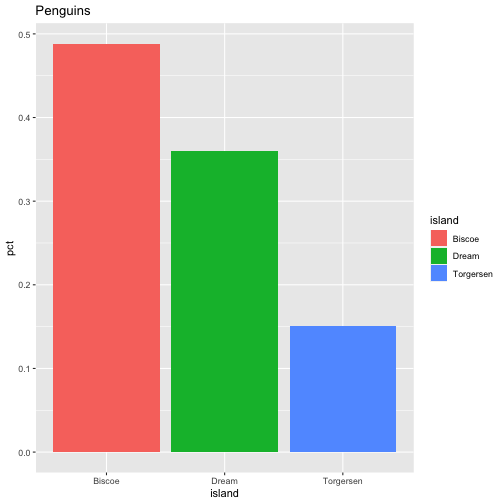 Penguins
0.5
0.4
0.3
0.2
0.1
0.0
pct
Biscoe Dream Torgersen
island
island
Biscoe
Dream
Torgersen